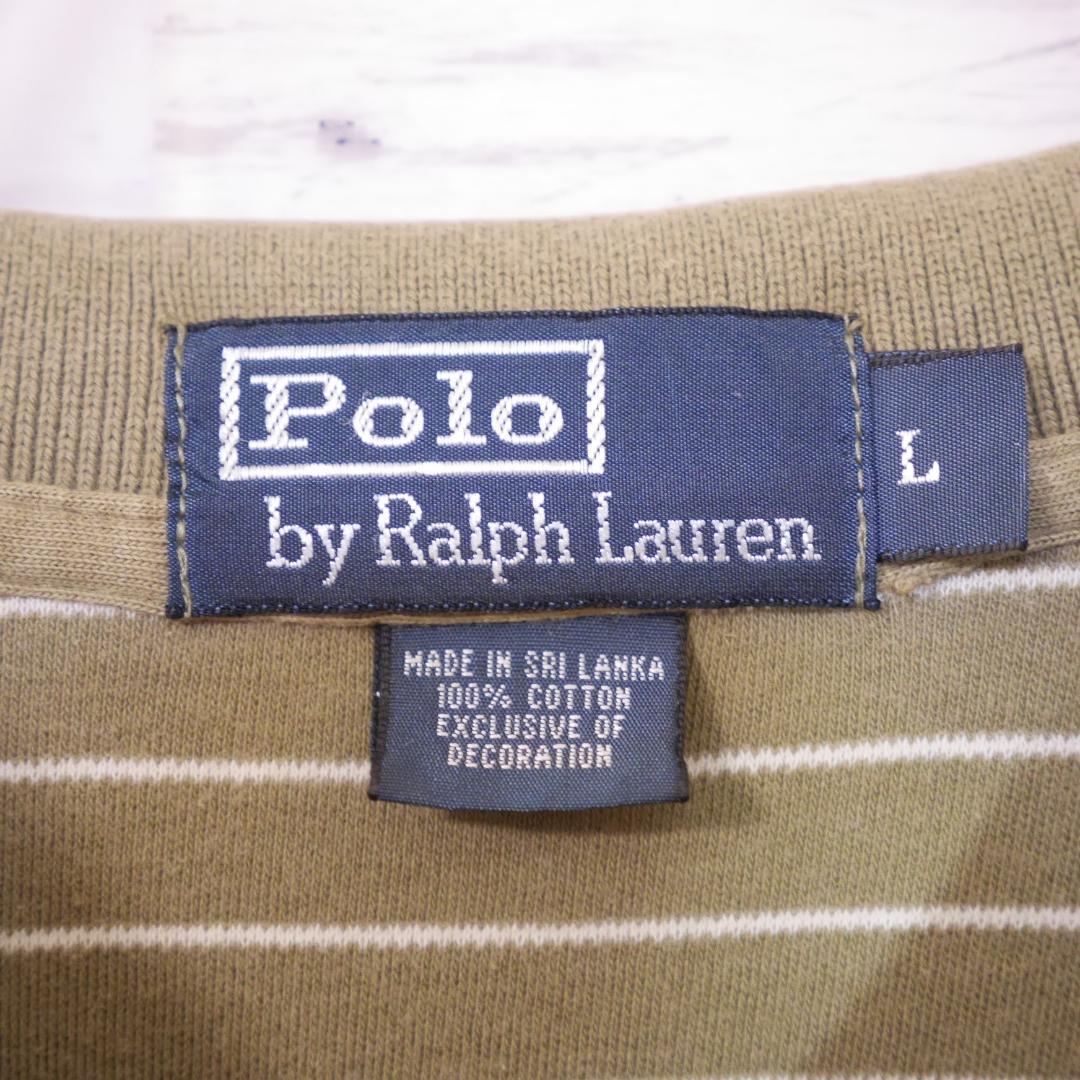 Polo
by Ralph Lauren
L
MADE IN SRI LANKA
100% COTTON
EXCLUSIVE OF
DECORATION